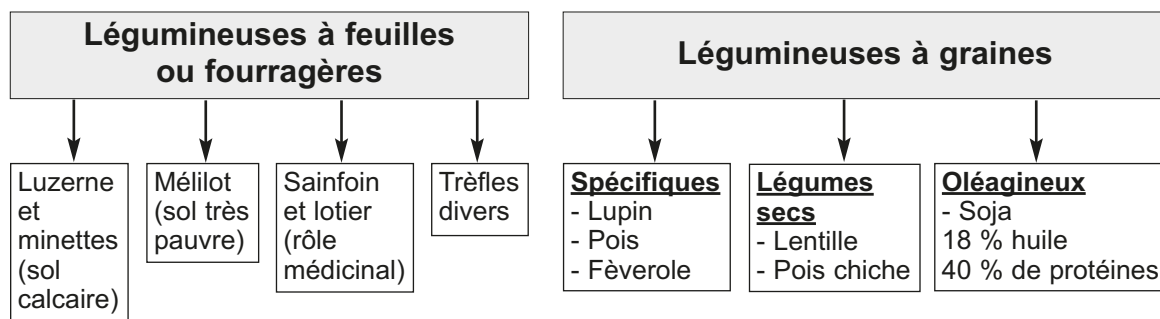 Légumineuses à feuilles
ou fourragères
Luzerne
et
minettes
(sol
calcaire)
Mélilot
(sol très
pauvre)
Sainfoin
et lotier
(rôle
médicinal)
Trèfles
divers
Légumineuses à graines
Spécifiques
- Lupin
- Pois
- Fèverole
Légumes
secs
- Lentille
- Pois chiche
Oléagineux
- Soja
18 % huile
40 % de protéines